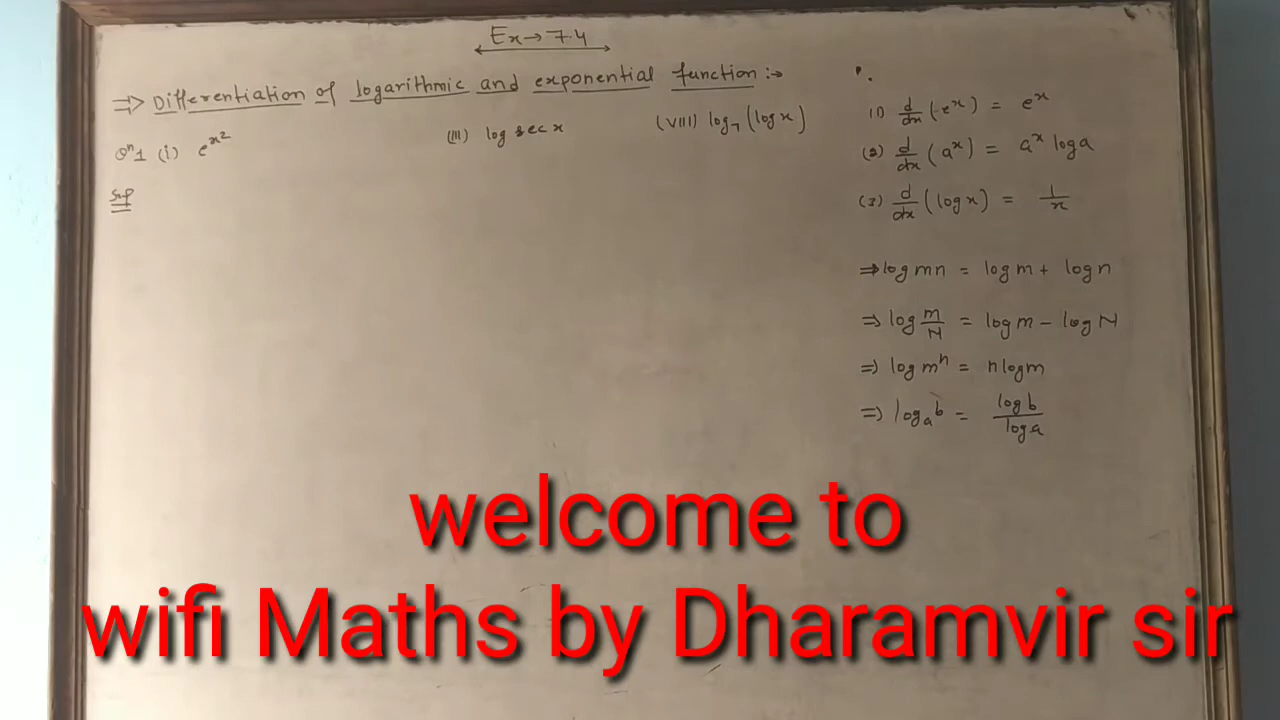 Ex → 7.4
⇒ Differentiation of logarithmic and exponential function :→
Qⁿ1 (i) e^x² (iii) log sec x (viii) log₇ (log x)
(1) d/dx (e^x) = e^x
(2) d/dx (a^x) = a^x log a
(3) d/dx (log x) = 1/x
⇒ log mn = log m + log n
⇒ log m/N = log m - log N
⇒ log mⁿ = n log m
⇒ logₐ b = log b / log a
welcome to
wifi Maths by Dharamvir sir